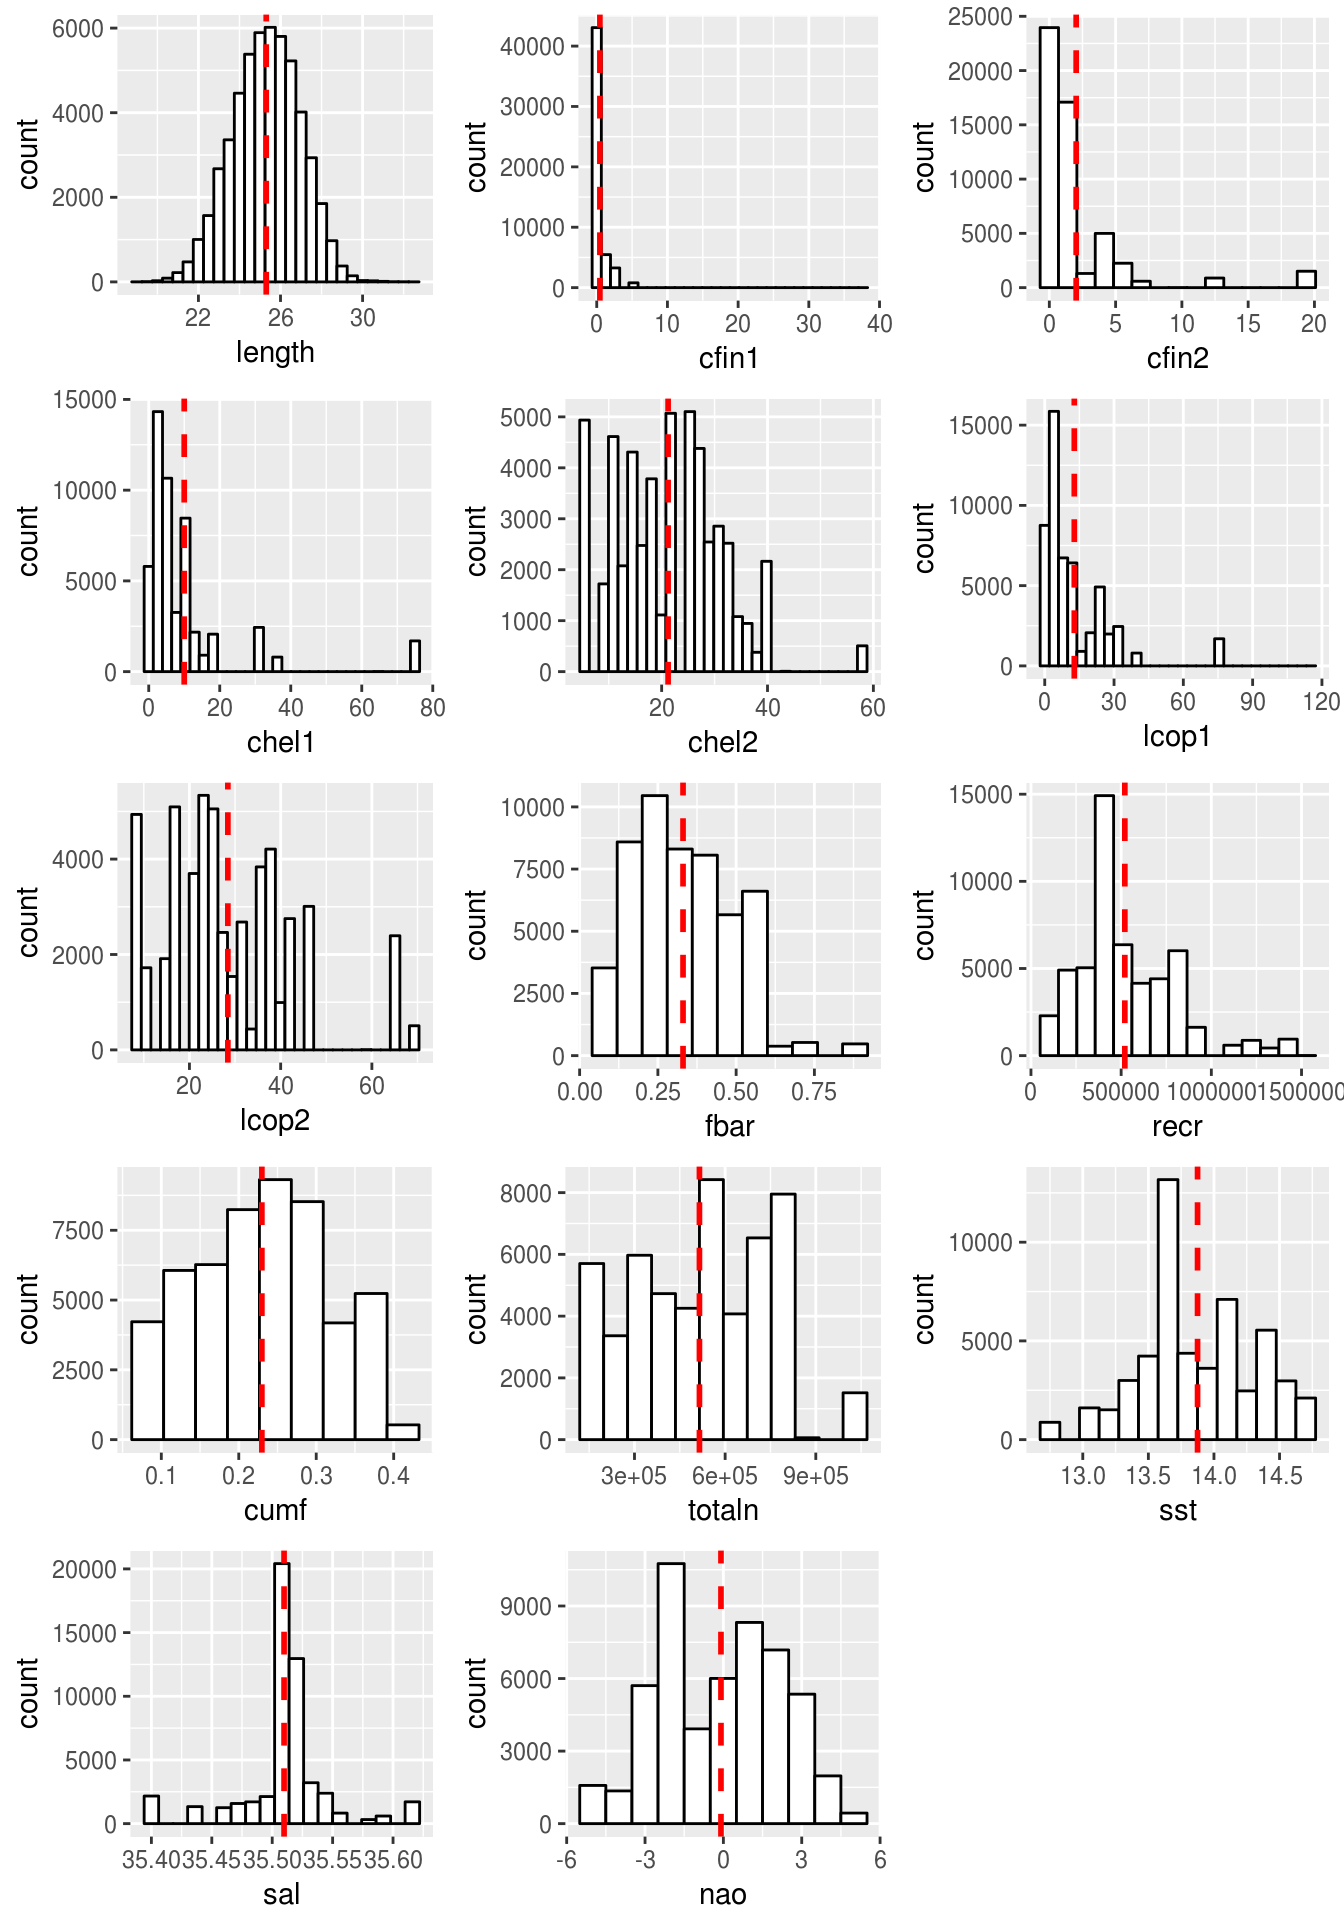 count
6000
4000
2000
0
22 26 30
length
count
40000
30000
20000
10000
0
0 10 20 30 40
cfin1
count
25000
20000
15000
10000
5000
0
0 5 10 15 20
cfin2
count
15000
10000
5000
0
0 20 40 60 80
chel1
count
5000
4000
3000
2000
1000
0
20 40 60
chel2
count
15000
10000
5000
0
0 30 60 90 120
lcop1
count
4000
2000
0
20 40 60
lcop2
count
10000
7500
5000
2500
0
0.00 0.25 0.50 0.75
fbar
count
15000
10000
5000
0
0 500000 1000000 1500000
recr
count
7500
5000
2500
0
0.1 0.2 0.3 0.4
cumf
count
8000
6000
4000
2000
0
3e+05 6e+05 9e+05
totaln
count
10000
5000
0
13.0 13.5 14.0 14.5
sst
count
20000
15000
10000
5000
0
35.40 35.45 35.50 35.55 35.60
sal
count
9000
6000
3000
0
-6 -3 0 3 6
nao